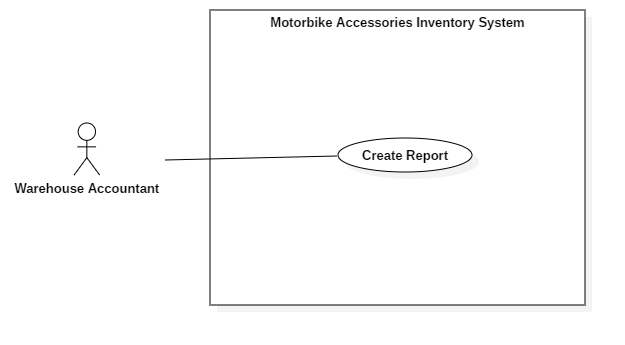 Motorbike Accessories Inventory System
Create Report
Warehouse Accountant